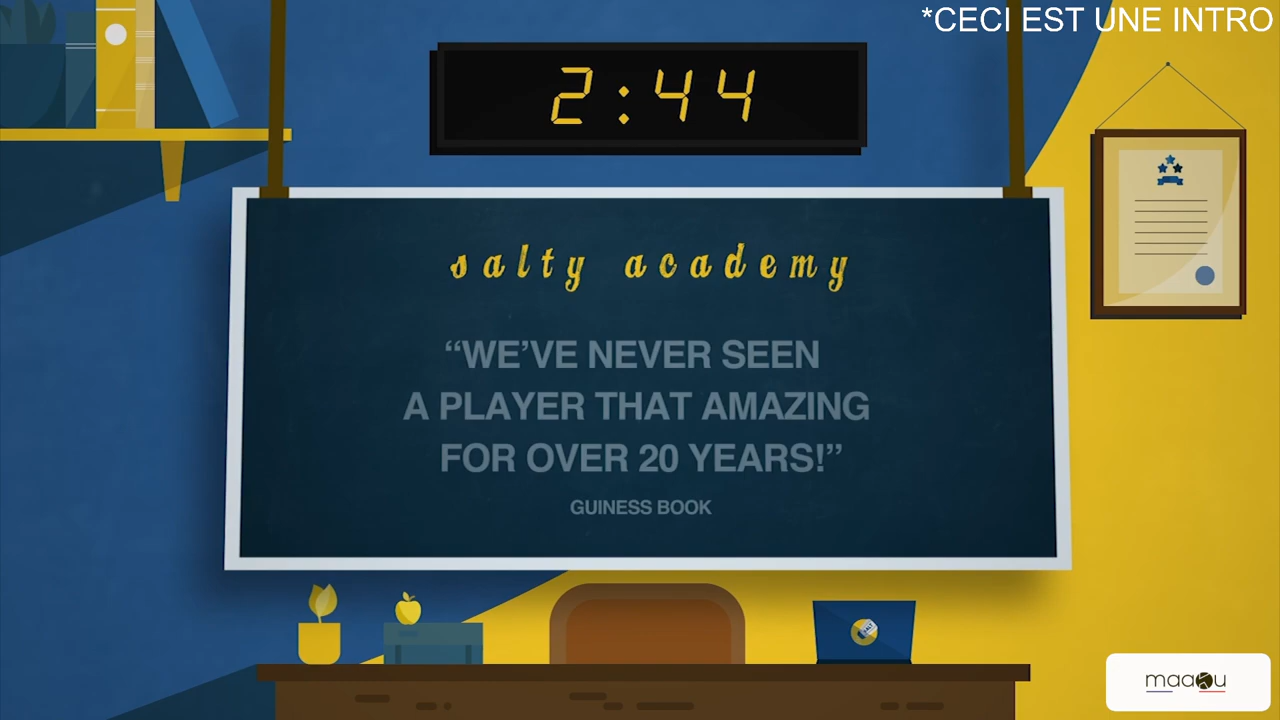 *CECI EST UNE INTRO
2:44
salty academy
“WE’VE NEVER SEEN
A PLAYER THAT AMAZING
FOR OVER 20 YEARS!”
GUINESS BOOK
SALT
maaku